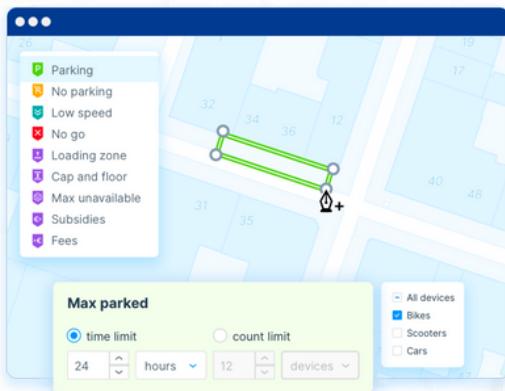 26
19
17
Parking
No parking
Low speed
No go
Loading zone
Cap and floor
Max unavailable
Subsidies
Fees
32
34
36
12
31
35
40
48
Max parked
time limit
count limit
24
hours
12
devices
All devices
Bikes
Scooters
Cars